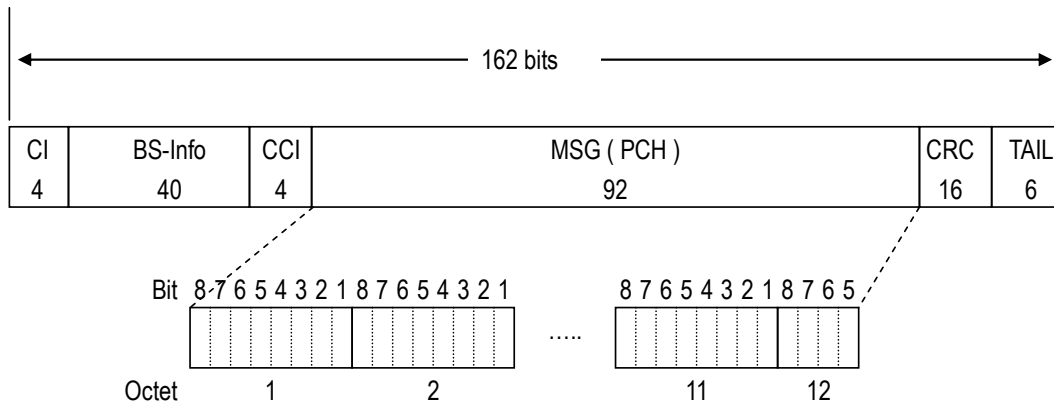 162 bits
CI BS-Info CCI MSG ( PCH ) CRC TAIL
4 40 4 92 16 6
Bit 8 7 6 5 4 3 2 1 8 7 6 5 4 3 2 1 8 7 6 5 4 3 2 1 8 7 6 5
.....
Octet 1 2 11 12